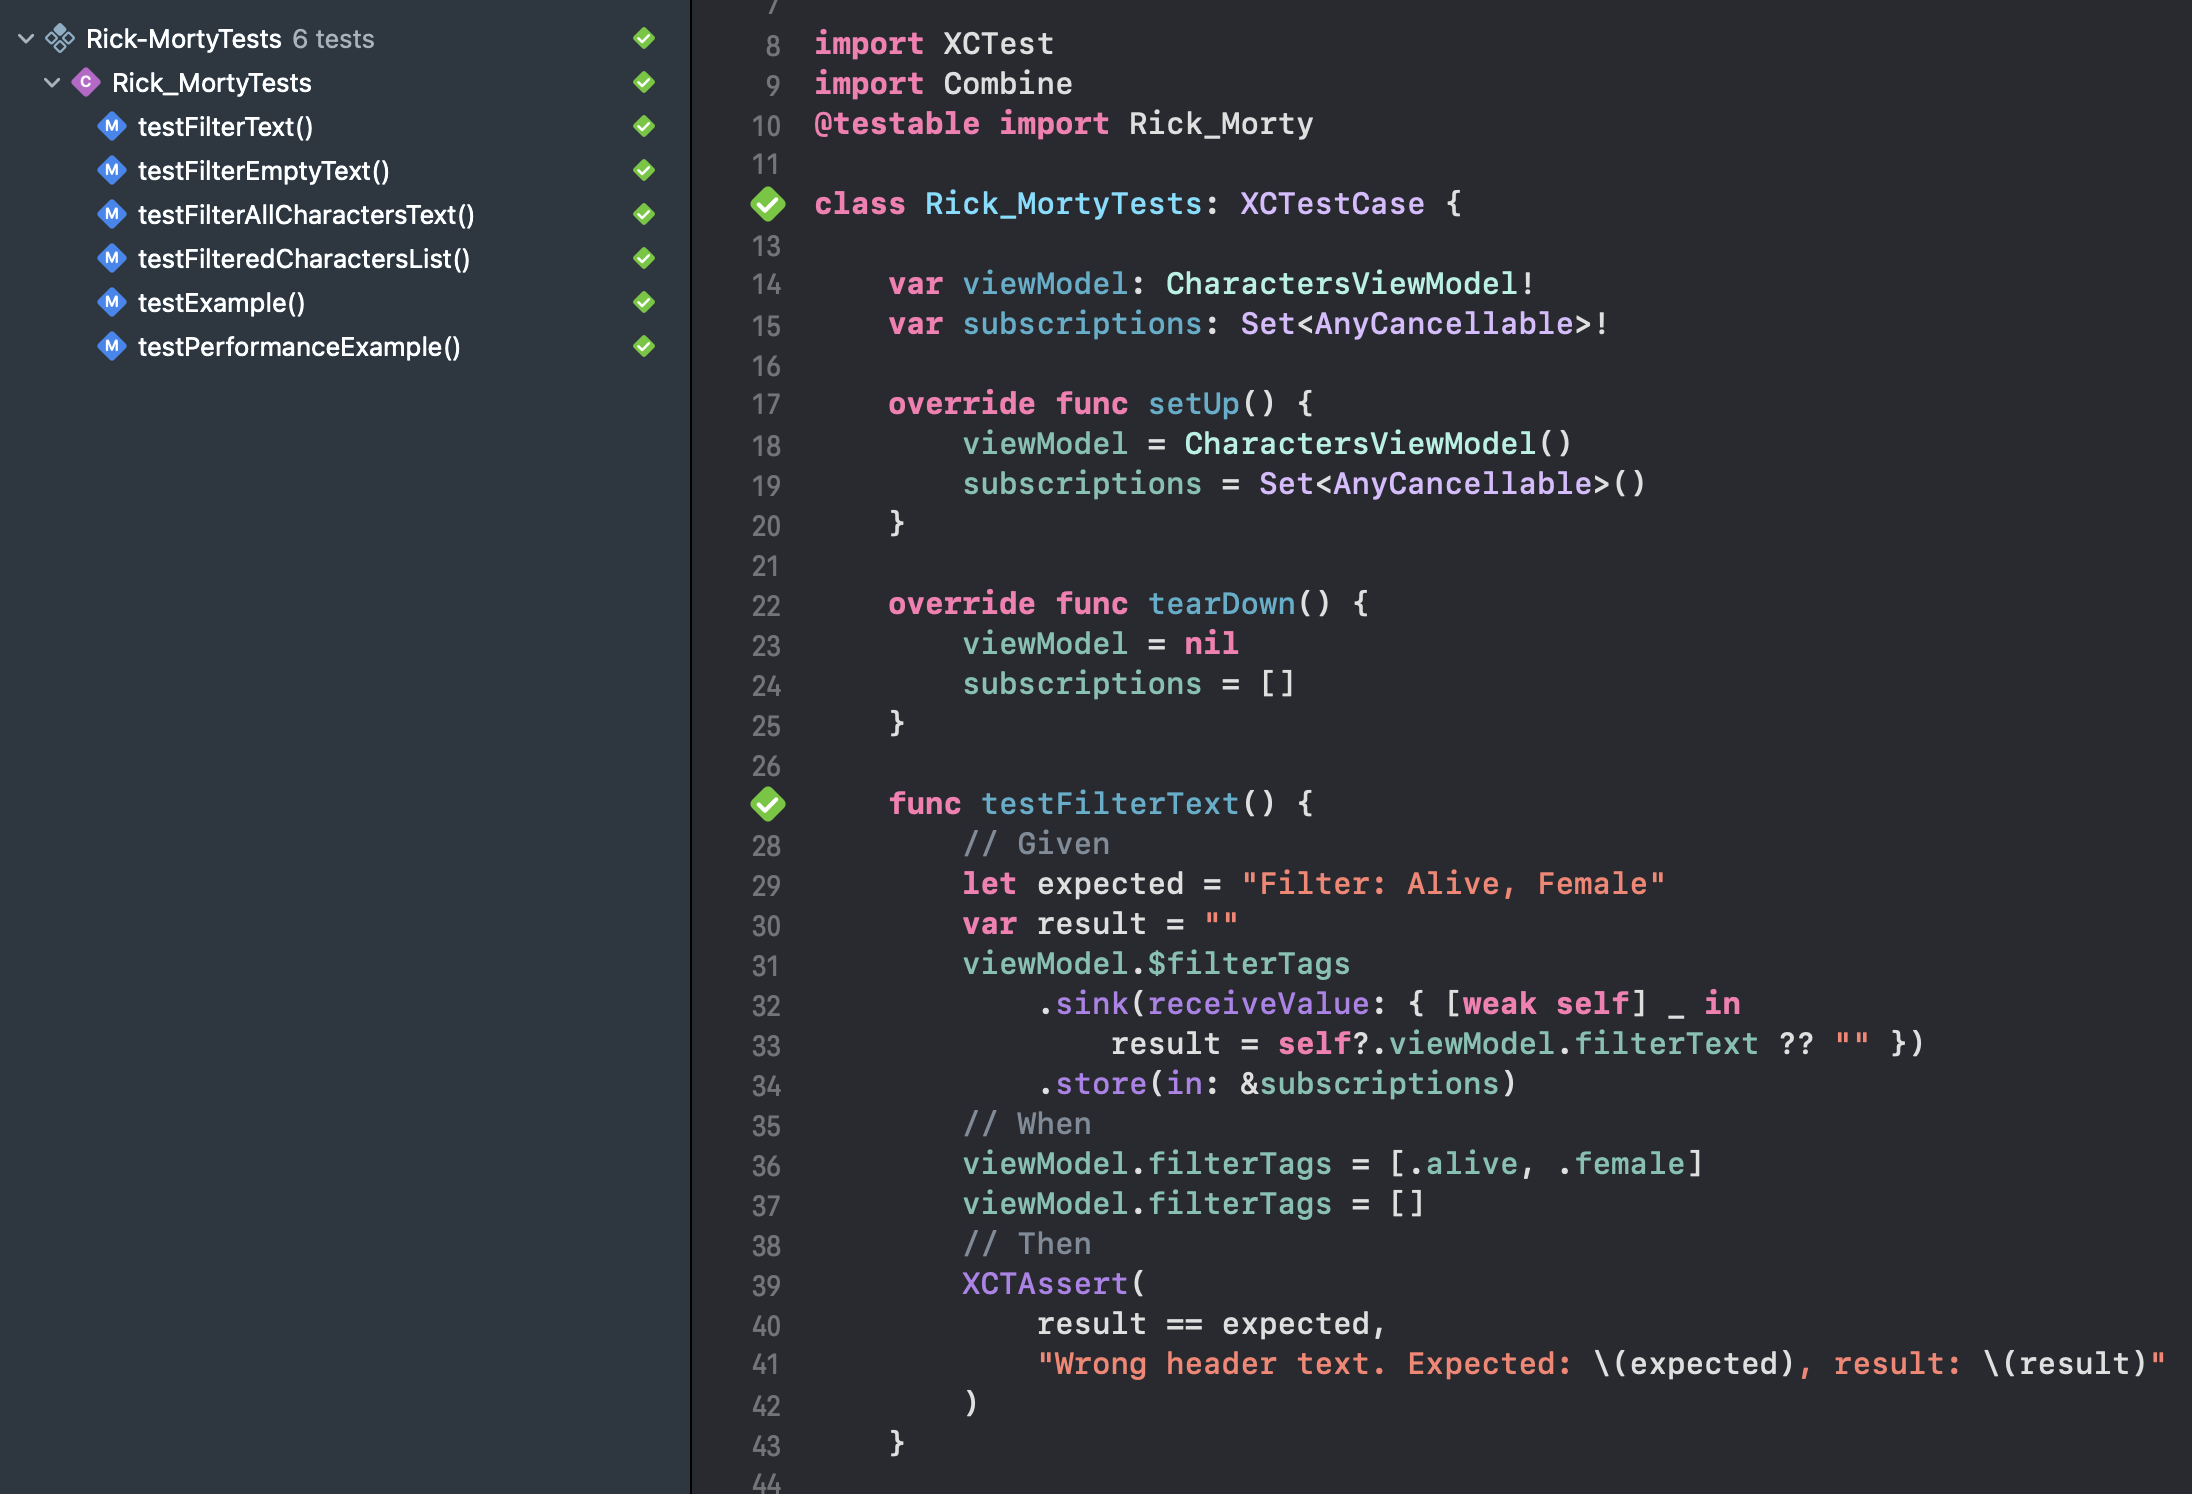 Rick-MortyTests 6 tests
C Rick_MortyTests
M testFilterText()
M testFilterEmptyText()
M testFilterAllCharactersText()
M testFilteredCharactersList()
M testExample()
M testPerformanceExample()
7
8 import XCTest
9 import Combine
10 @testable import Rick_Morty
11
class Rick_MortyTests: XCTestCase {
13
14 var viewModel: CharactersViewModel!
15 var subscriptions: Set<AnyCancellable>!
16
17 override func setUp() {
18 viewModel = CharactersViewModel()
19 subscriptions = Set<AnyCancellable>()
20 }
21
22 override func tearDown() {
23 viewModel = nil
24 subscriptions = []
25 }
26
func testFilterText() {
28 // Given
29 let expected = "Filter: Alive, Female"
30 var result = ""
31 viewModel.$filterTags
32 .sink(receiveValue: { [weak self] _ in
33 result = self?.viewModel.filterText ?? "" })
34 .store(in: &subscriptions)
35 // When
36 viewModel.filterTags = [.alive, .female]
37 viewModel.filterTags = []
38 // Then
39 XCTAssert(
40 result == expected,
41 "Wrong header text. Expected: \(expected), result: \(result)"
42 )
43 }
44